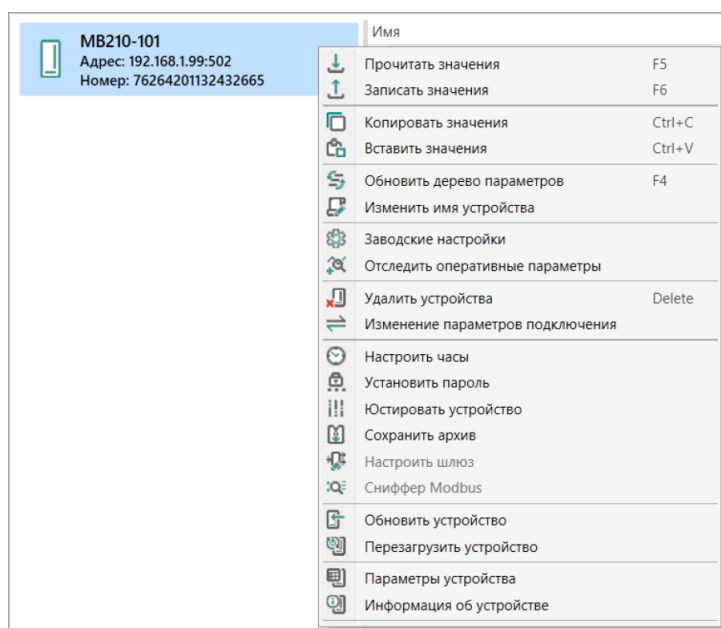 МВ210-101
Адрес: 192.168.1.99:502
Номер: 76264201132432665
Имя
Прочитать значения F5
Записать значения F6
Копировать значения Ctrl+C
Вставить значения Ctrl+V
Обновить дерево параметров F4
Изменить имя устройства
Заводские настройки
Отследить оперативные параметры
Удалить устройства Delete
Изменение параметров подключения
Настроить часы
Установить пароль
Юстировать устройство
Сохранить архив
Настроить шлюз
Сниффер Modbus
Обновить устройство
Перезагрузить устройство
Параметры устройства
Информация об устройстве